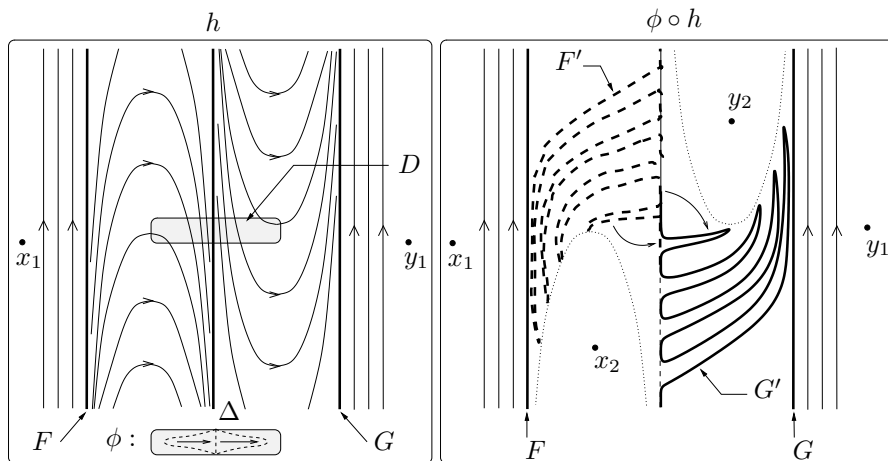 h
D
x₁
y₁
F
Δ
G
ϕ :
ϕ ∘ h
F′
y₂
x₁
y₁
x₂
G′
F
G